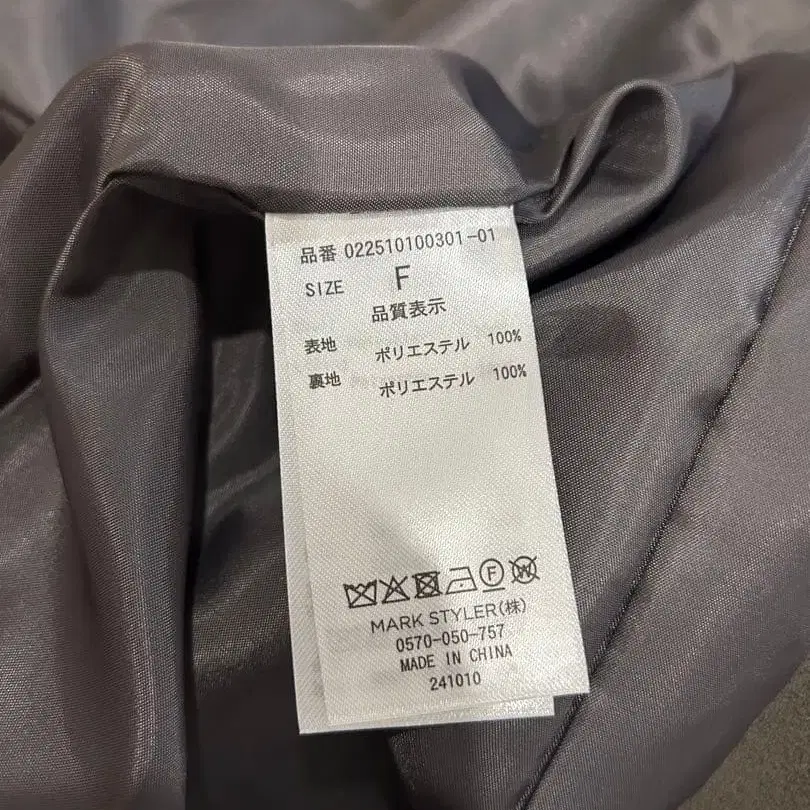 品番 022510100301-01
SIZE F
品質表示
表地 ポリエステル 100%
裏地 ポリエステル 100%
F W
MARK STYLER(株)
0570-050-757
MADE IN CHINA
241010